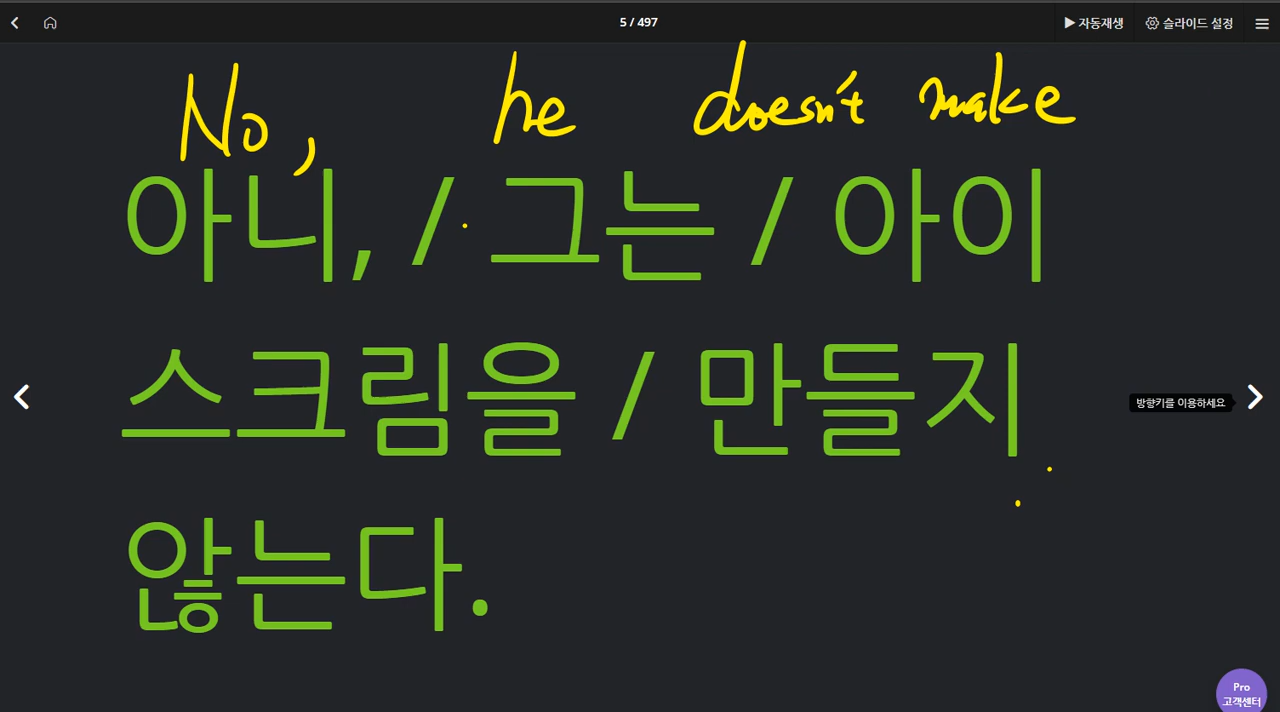 5 / 497
자동재생
슬라이드 설정
No, he doesn't make
아니, / 그는 / 아이
스크림을 / 만들지
방향키를 이용하세요
않는다.
Pro
고객센터